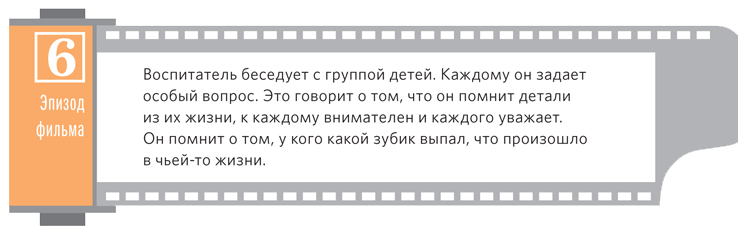 6
Эпизод
фильма
Воспитатель беседует с группой детей. Каждому он задает
особый вопрос. Это говорит о том, что он помнит детали
из их жизни, к каждому внимателен и каждого уважает.
Он помнит о том, у кого какой зубик выпал, что произошло
в чьей-то жизни.